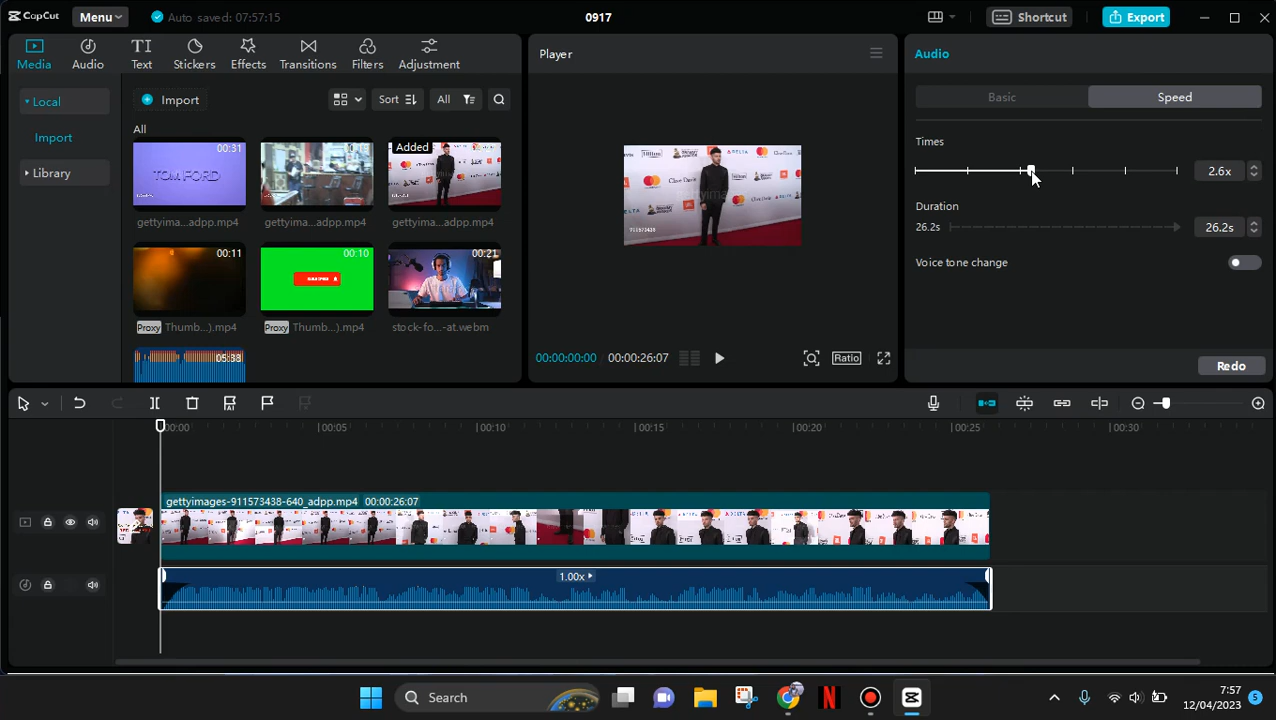 CapCut Menu Auto saved: 07:57:15 0917 Shortcut Export
Media Audio Text Stickers Effects Transitions Filters Adjustment
Local
Import
Library
Import Sort All
All
00:31
TOM FORD
gettyima...adpp.mp4
gettyima...adpp.mp4
Added
gettyima...adpp.mp4
00:11
Proxy Thumb...).mp4
00:10
Proxy Thumb...).mp4
00:21
stock-fo...-at.webm
05:38
Player
00:00:00:00 00:00:26:07 Ratio
Audio
Basic Speed
Times
2.6x
Duration
26.2s 26.2s
Voice tone change
Redo
00:00 00:05 00:10 00:15 00:20 00:25 00:30
gettyimages-911573438-640_adpp.mp4 00:00:26:07
1.00x
Search
7:57
12/04/2023
5